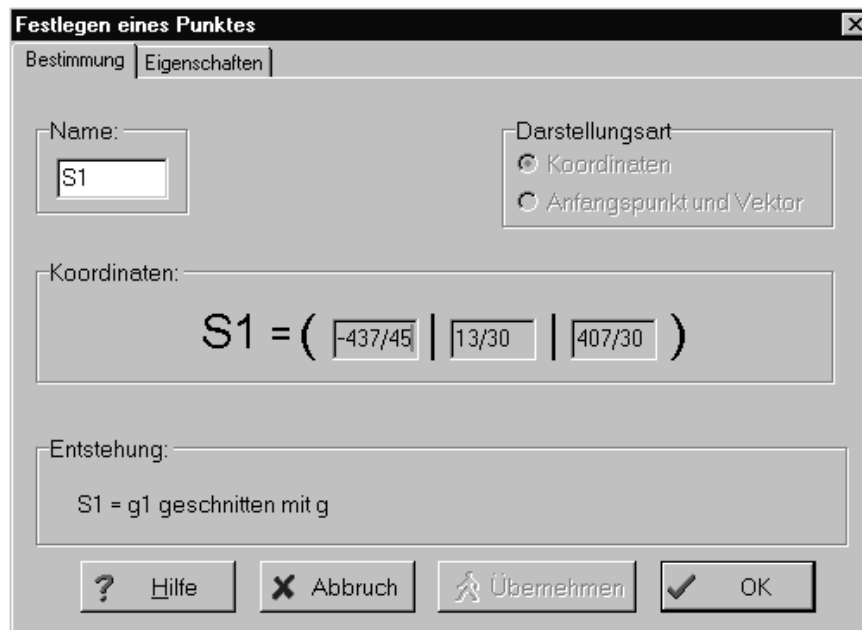 Festlegen eines Punktes
Bestimmung Eigenschaften
Name:
S1
Darstellungsart
Koordinaten
Anfangspunkt und Vektor
Koordinaten:
S1 = ( -437/45 | 13/30 | 407/30 )
Entstehung:
S1 = g1 geschnitten mit g
? Hilfe Abbruch Übernehmen OK